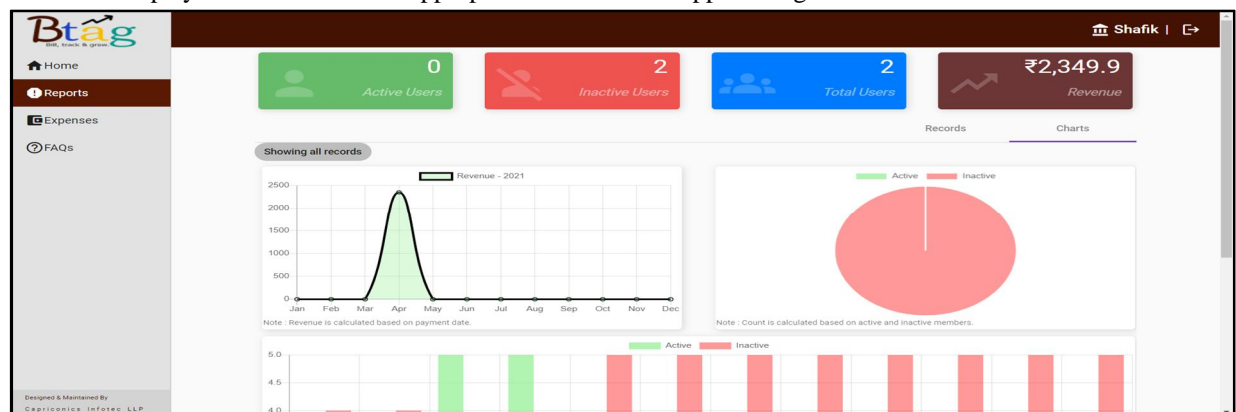 Btag
Bill, track & grow.
Shafik |
Home
Reports
Expenses
FAQs
0
Active Users
2
Inactive Users
2
Total Users
₹2,349.9
Revenue
Records
Charts
Showing all records
Revenue - 2021
2500
2000
1500
1000
500
0
Jan Feb Mar Apr May Jun Jul Aug Sep Oct Nov Dec
Note : Revenue is calculated based on payment date.
Active Inactive
Note : Count is calculated based on active and inactive members.
Active Inactive
5.0
4.5
4.0
Designed & Maintained By
Capriconics Infotec LLP